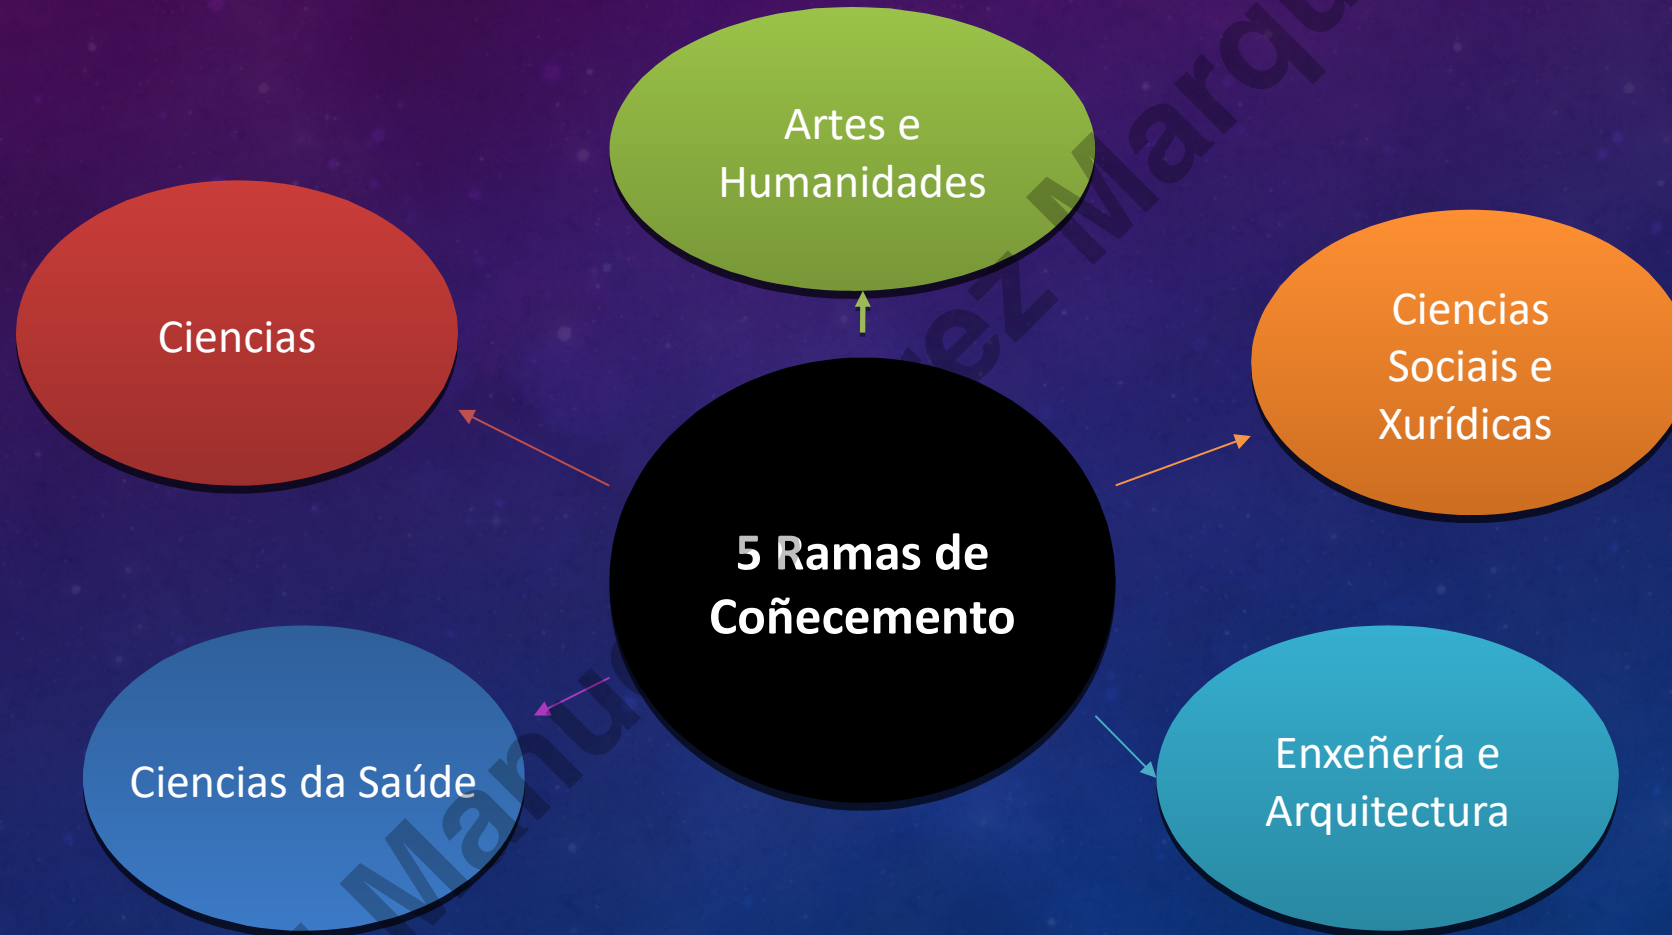 Artes e
Humanidades
Ciencias
Ciencias
Sociais e
Xurídicas
5 Ramas de
Coñecemento
Ciencias da Saúde
Enxeñería e
Arquitectura